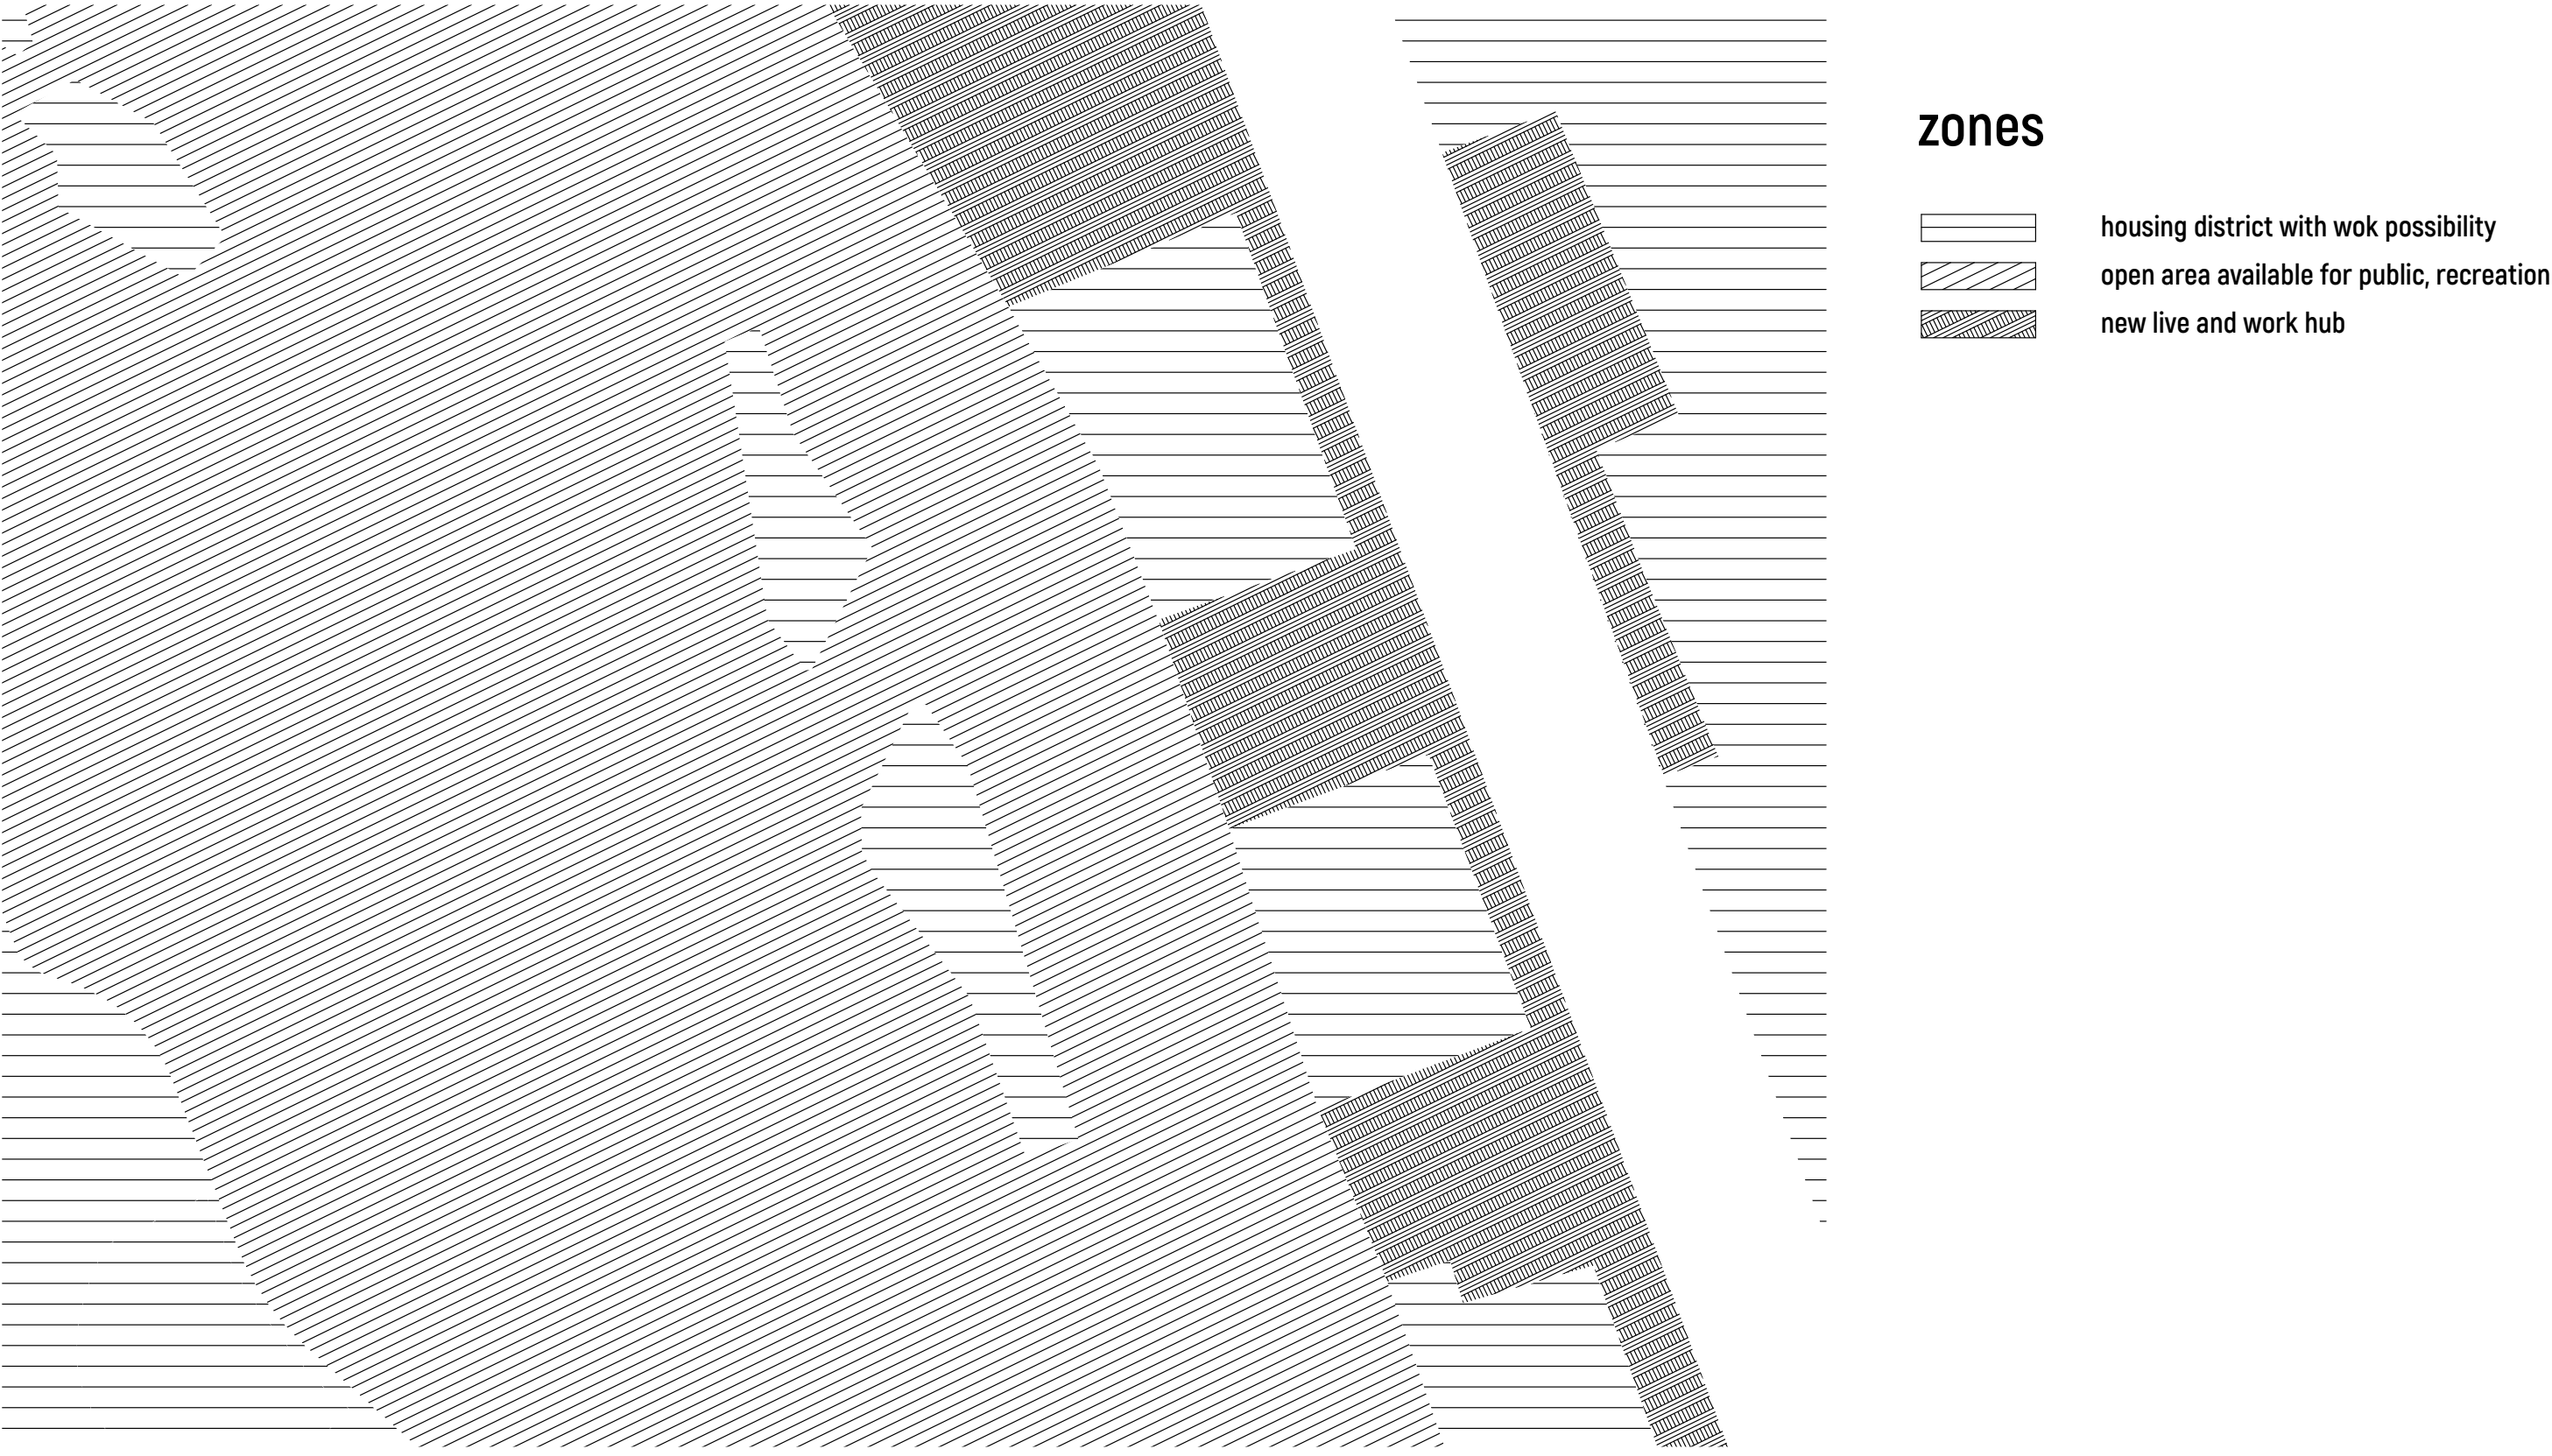 zones
housing district with wok possibility
open area available for public, recreation
new live and work hub